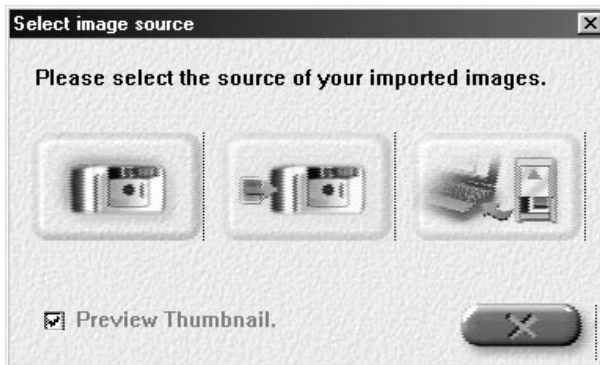 Select image source
Please select the source of your imported images.
Preview Thumbnail.